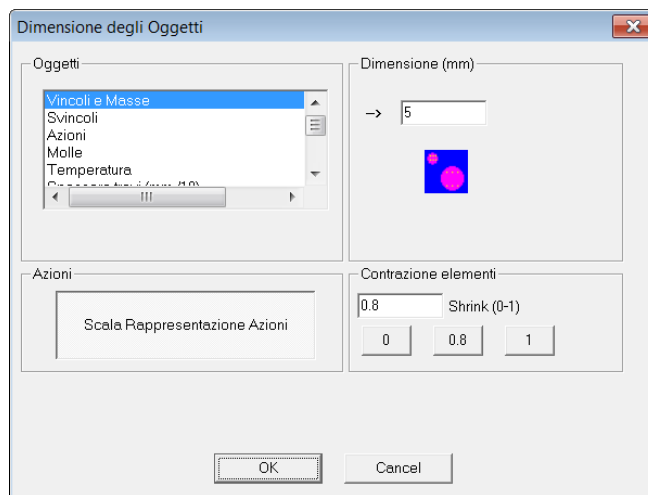 Dimensione degli Oggetti
Oggetti
Vincoli e Masse
Svincoli
Azioni
Molle
Temperatura
Dimensione (mm)
->
5
Azioni
Scala Rappresentazione Azioni
Contrazione elementi
0.8
Shrink (0-1)
0
0.8
1
OK
Cancel